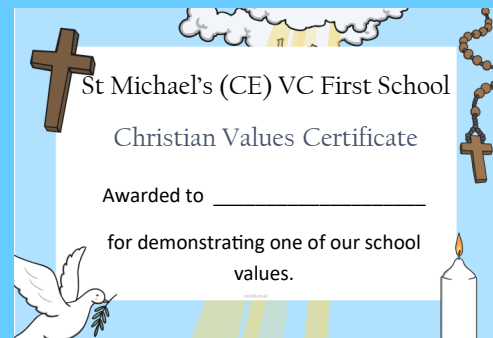 St Michael's (CE) VC First School
Christian Values Certificate
Awarded to ____________________
for demonstrating one of our school
values.